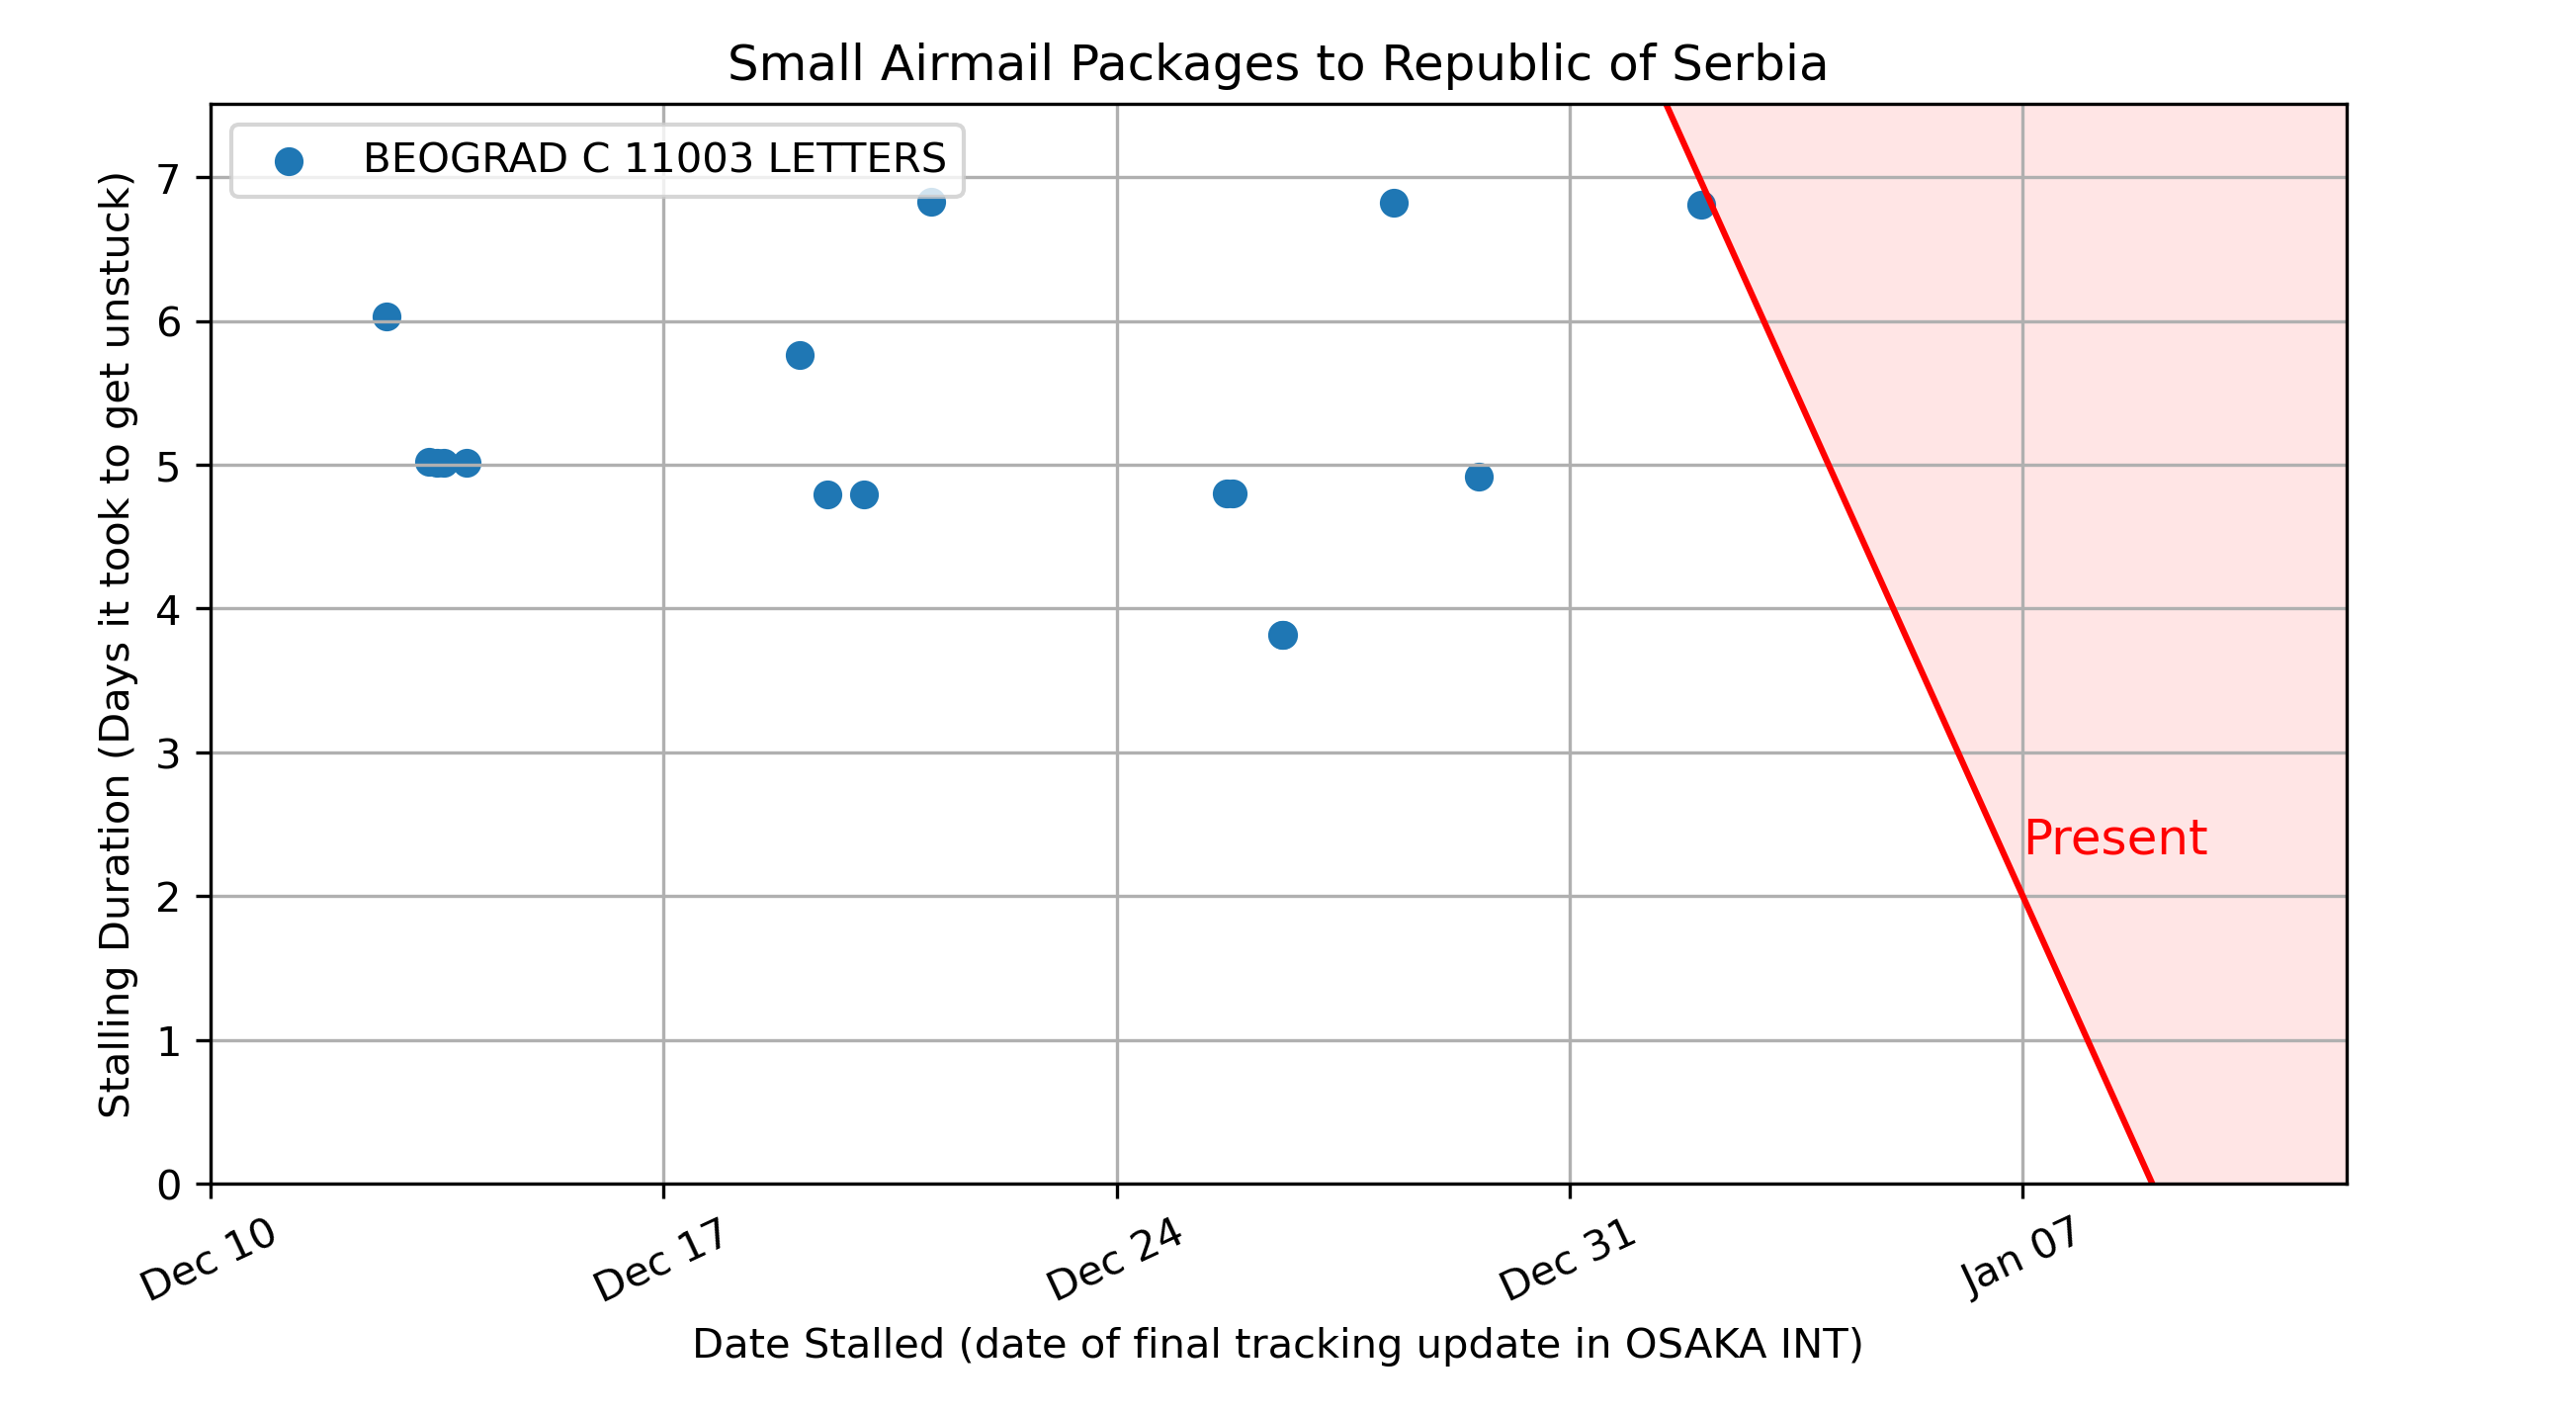 Small Airmail Packages to Republic of Serbia
BEOGRAD C 11003 LETTERS
Stalling Duration (Days it took to get unstuck)
7
6
5
4
3
2
1
0
Present
Dec 10
Dec 17
Dec 24
Dec 31
Jan 07
Date Stalled (date of final tracking update in OSAKA INT)